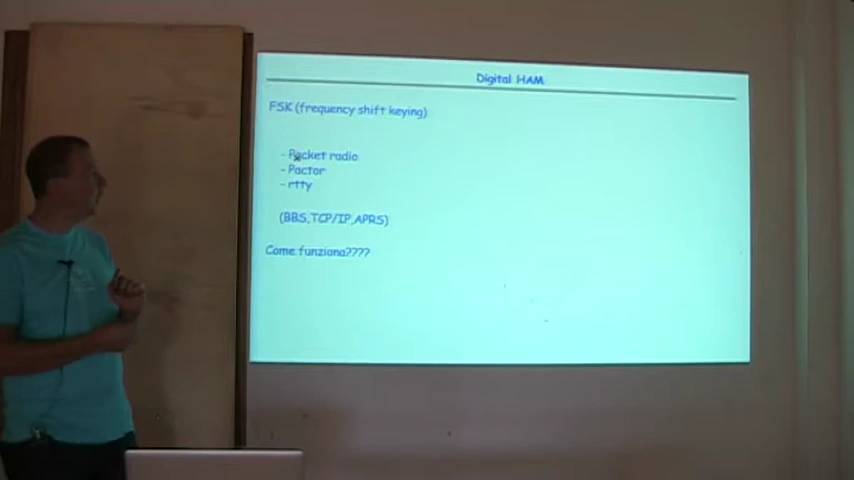 Digital HAM
FSK (frequency shift keying)
- Packet radio
- Pactor
- rtty
(BBS,TCP/IP,APRS)
Come funziona????